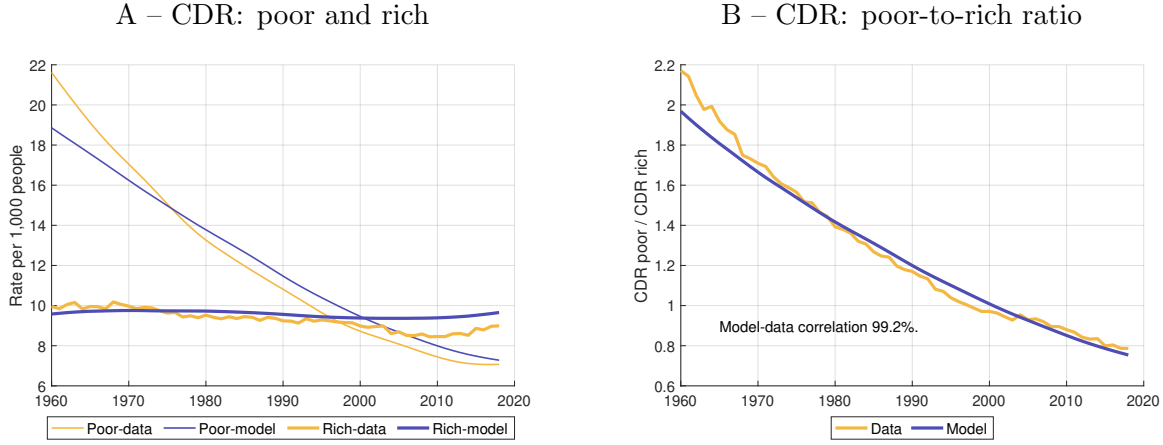 A – CDR: poor and rich
B – CDR: poor-to-rich ratio
Rate per 1,000 people
22
20
18
16
14
12
10
8
6
1960 1970 1980 1990 2000 2010 2020
Poor-data Poor-model Rich-data Rich-model
CDR poor / CDR rich
2.2
2
1.8
1.6
1.4
1.2
1
0.8
0.6
Model-data correlation 99.2%.
1960 1970 1980 1990 2000 2010 2020
Data Model